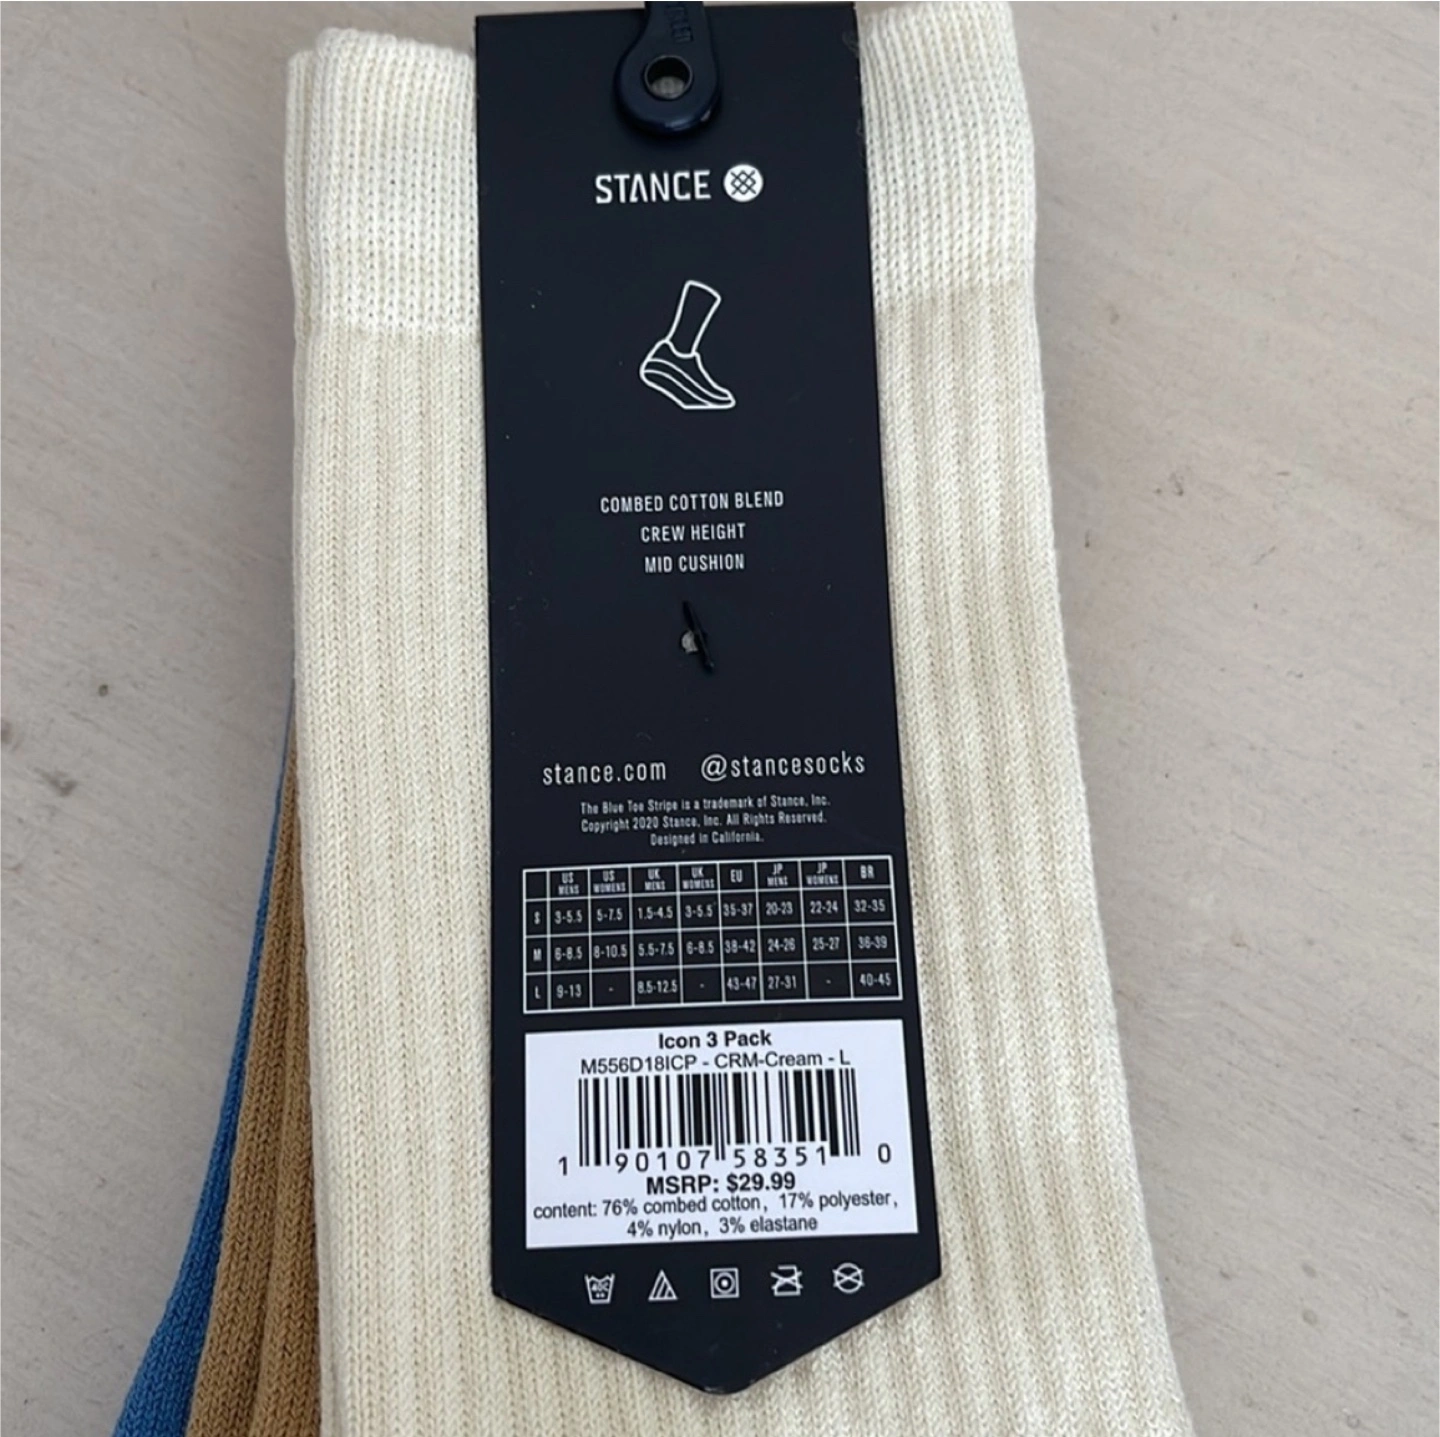 STANCE
COMBED COTTON BLEND
CREW HEIGHT
MID CUSHION
stance.com @stancesocks
The Blue Toe Stripe is a trademark of Stance, Inc.
Copyright 2020 Stance, Inc. All Rights Reserved.
Designed in California.
US MENS US WOMENS UK MENS UK WOMENS EU JP MENS JP WOMENS BR
S 3-5.5 5-7.5 1.5-4.5 3-5.5 35-37 20-23 22-24 32-35
M 6-8.5 8-10.5 5.5-7.5 6-8.5 38-42 24-26 25-27 36-39
L 9-13 - 8.5-12.5 - 43-47 27-31 - 40-45
Icon 3 Pack
M556D18ICP - CRM-Cream - L
1 90107 58351 0
MSRP: $29.99
content: 76% combed cotton, 17% polyester,
4% nylon, 3% elastane
40C